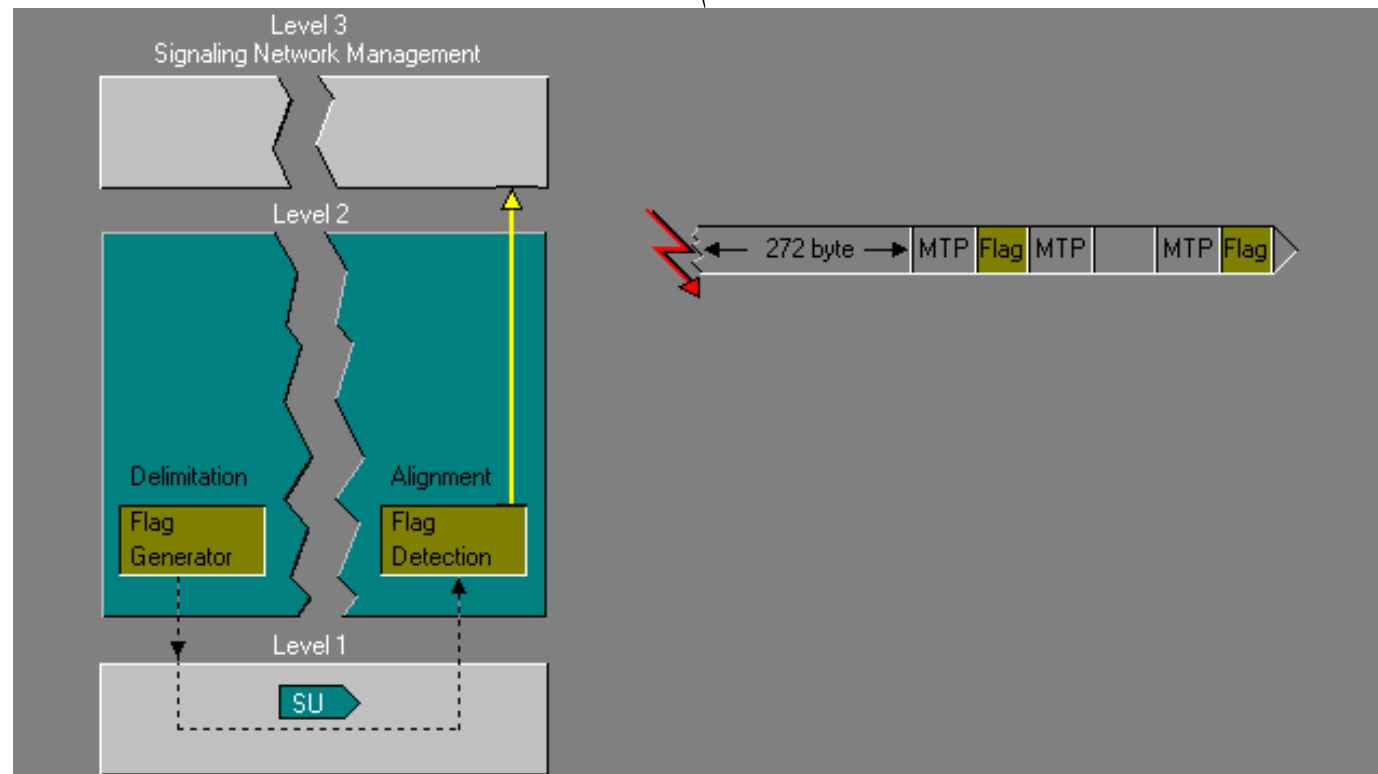 Level 3
Signaling Network Management
Level 2
272 byte
MTP
Flag
MTP
MTP
Flag
Delimitation
Alignment
Flag
Generator
Flag
Detection
Level 1
SU